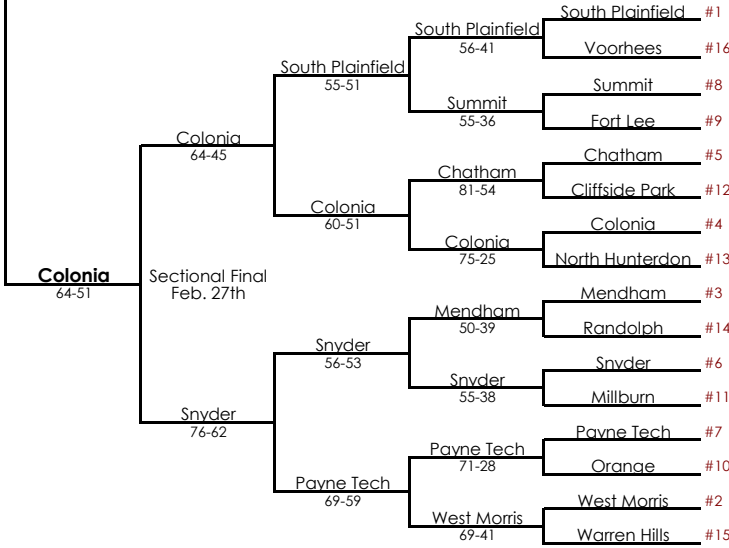 South Plainfield #1
South Plainfield
56-41
Voorhees #16
South Plainfield
55-51
Summit #8
Summit
55-36
Fort Lee #9
Colonia
64-45
Chatham #5
Chatham
81-54
Cliffside Park #12
Colonia
60-51
Colonia #4
Colonia
75-25
North Hunterdon #13
Colonia
64-51
Sectional Final
Feb. 27th
Mendham #3
Mendham
50-39
Randolph #14
Snyder
56-53
Snyder #6
Snyder
55-38
Millburn #11
Snyder
76-62
Payne Tech #7
Payne Tech
71-28
Orange #10
Payne Tech
69-59
West Morris #2
West Morris
69-41
Warren Hills #15